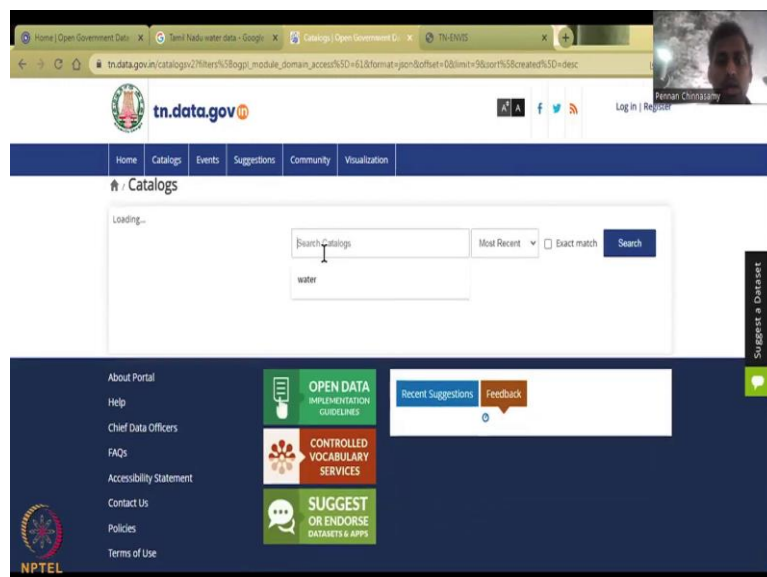 Home | Open Government Data X
Tamil Nadu water data - Google X
Catalogs | Open Government D X
TN-ENVIS X
tn.data.gov.in/catalogsv2?filters%5Bogpl_module_domain_access%5D=61&format=json&offset=0&limit=9&sort%5Bcreated%5D=desc
Pennan Chinnasamy
tn.data.gov in
A+ A
Log in | Register
Home Catalogs Events Suggestions Community Visualization
/ Catalogs
Loading...
Search Catalogs
Most Recent
Exact match
Search
water
Suggest a Dataset
About Portal
Help
Chief Data Officers
FAQs
Accessibility Statement
Contact Us
Policies
Terms of Use
OPEN DATA
IMPLEMENTATION
GUIDELINES
CONTROLLED
VOCABULARY
SERVICES
SUGGEST
OR ENDORSE
DATASETS & APPS
Recent Suggestions Feedback
NPTEL